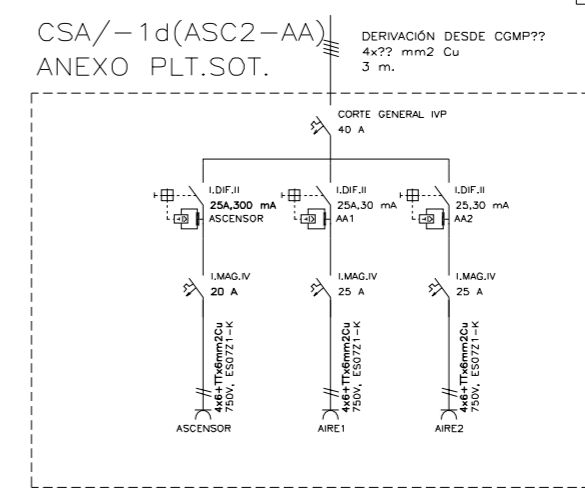 CSA/-1d(ASC2-AA)
ANEXO PLT.SOT.
DERIVACIÓN DESDE CGMP??
4x?? mm2 Cu
3 m.
CORTE GENERAL IVP
40 A
I.DIF.II
25A,300 mA
ASCENSOR
I.DIF.II
25A,30 mA
AA1
I.DIF.II
25,30 mA
AA2
I.MAG.IV
20 A
I.MAG.IV
25 A
I.MAG.IV
25 A
4x6+TTx6mm2Cu
750V, ES07Z1-K
4x6+TTx6mm2Cu
750V, ES07Z1-K
4x6+TTx6mm2Cu
750V, ES07Z1-K
ASCENSOR
AIRE1
AIRE2